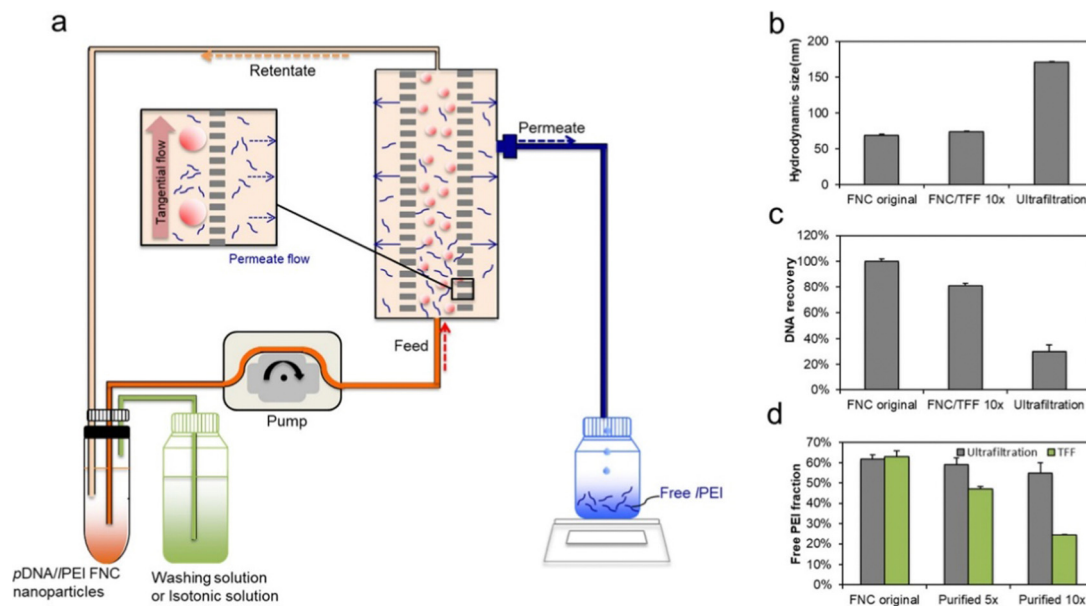 a
Retentate
Tangential flow
Permeate flow
Permeate
Feed
Pump
Free lPEI
pDNA/lPEI FNC
nanoparticles
Washing solution
or Isotonic solution
b
Hydrodynamic size(nm)
200
150
100
50
0
FNC original FNC/TFF 10x Ultrafiltration
c
DNA recovery
120%
100%
80%
60%
40%
20%
0%
FNC original FNC/TFF 10x Ultrafiltration
d
Free PEI fraction
70%
60%
50%
40%
30%
20%
10%
0%
Ultrafiltration TFF
FNC original Purified 5x Purified 10x